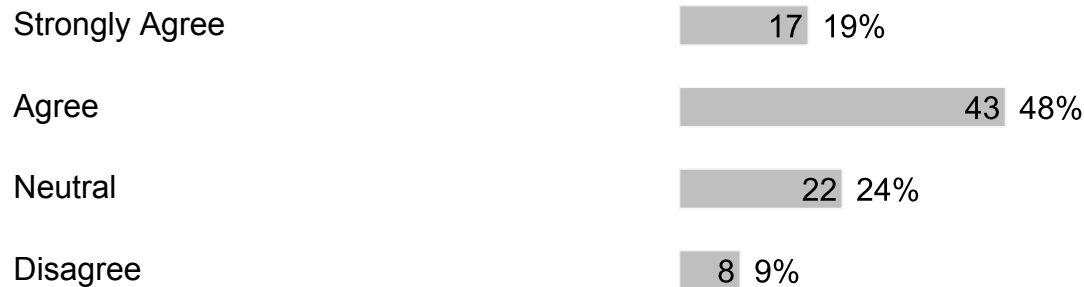 Strongly Agree 17 19%
Agree 43 48%
Neutral 22 24%
Disagree 8 9%